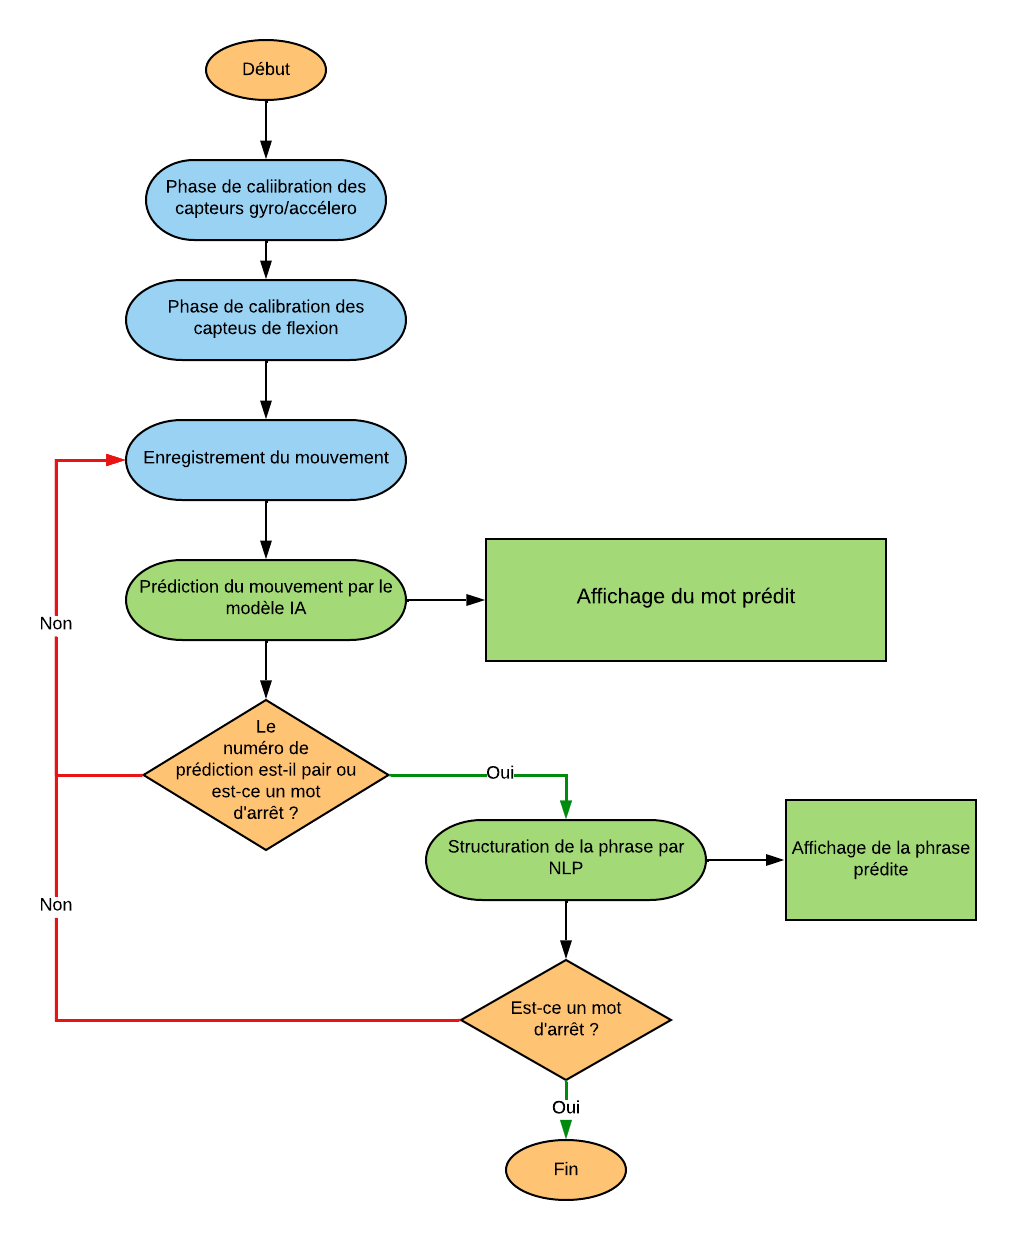 Début
Phase de caliibration des
capteurs gyro/accélero
Phase de calibration des
capteus de flexion
Enregistrement du mouvement
Prédiction du mouvement par le
modèle IA
Affichage du mot prédit
Non
Le
numéro de
prédiction est-il pair ou
est-ce un mot
d'arrêt ?
Oui
Structuration de la phrase par
NLP
Affichage de la phrase
prédite
Non
Est-ce un mot
d'arrêt ?
Oui
Fin